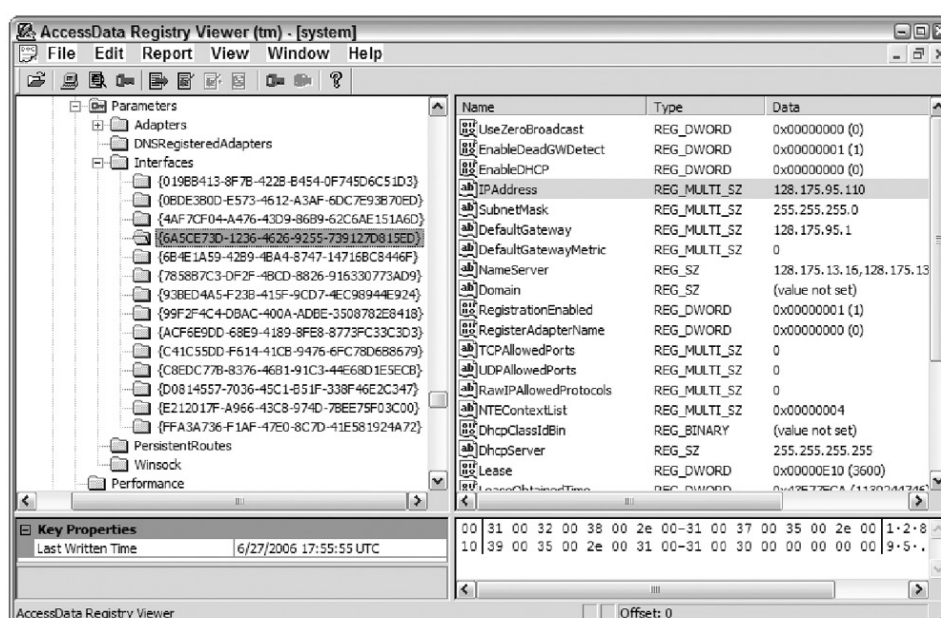 AccessData Registry Viewer (tm) - [system]
File Edit Report View Window Help
Parameters
Adapters
DNSRegisteredAdapters
Interfaces
{019BB413-8F7B-422B-B454-0F745D6C51D3}
{0BDE3B0D-E573-4612-A3AF-6DC7E93B70ED}
{4AF7CF04-A476-43D9-86B9-62C6AE151A6D}
{6A5CE73D-1236-4626-9255-739127D815ED}
{6B4E1A59-42B9-4BA4-8747-14716BC8446F}
{7858B7C3-DF2F-4BCD-8826-916330773AD9}
{93BED4A5-F23B-415F-9CD7-4EC98944E924}
{99F2F4C4-DBAC-400A-ADBE-3508782E8418}
{ACF6E9DD-68E9-4189-8FE8-8773FC33C3D3}
{C41C55DD-F614-41CB-9476-6FC78D6B8679}
{C8EDC77B-8376-46B1-91C3-44E68D1E5ECB}
{D0814557-7036-45C1-B51F-338F46E2C347}
{E212017F-A966-43C8-974D-7BEE75F03C00}
{FFA3A736-F1AF-47E0-8C7D-41E581924A72}
PersistentRoutes
Winsock
Performance
Name Type Data
UseZeroBroadcast REG_DWORD 0x00000000 (0)
EnableDeadGWDetect REG_DWORD 0x00000001 (1)
EnableDHCP REG_DWORD 0x00000000 (0)
IPAddress REG_MULTI_SZ 128.175.95.110
SubnetMask REG_MULTI_SZ 255.255.255.0
DefaultGateway REG_MULTI_SZ 128.175.95.1
DefaultGatewayMetric REG_MULTI_SZ 0
NameServer REG_SZ 128.175.13.16,128.175.13
Domain REG_SZ (value not set)
RegistrationEnabled REG_DWORD 0x00000001 (1)
RegisterAdapterName REG_DWORD 0x00000000 (0)
TCPAllowedPorts REG_MULTI_SZ 0
UDPAllowedPorts REG_MULTI_SZ 0
RawIPAllowedProtocols REG_MULTI_SZ 0
NTEContextList REG_MULTI_SZ 0x00000004
DhcpClassIdBin REG_BINARY (value not set)
DhcpServer REG_SZ 255.255.255.255
Lease REG_DWORD 0x00000E10 (3600)
LeaseObtainedTime REG_DWORD
Key Properties
Last Written Time 6/27/2006 17:55:55 UTC
00 31 00 32 00 38 00 2e 00-31 00 37 00 35 00 2e 00 1·2·8
10 39 00 35 00 2e 00 31 00-31 00 30 00 00 00 00 00 9·5·.
AccessData Registry Viewer
Offset: 0